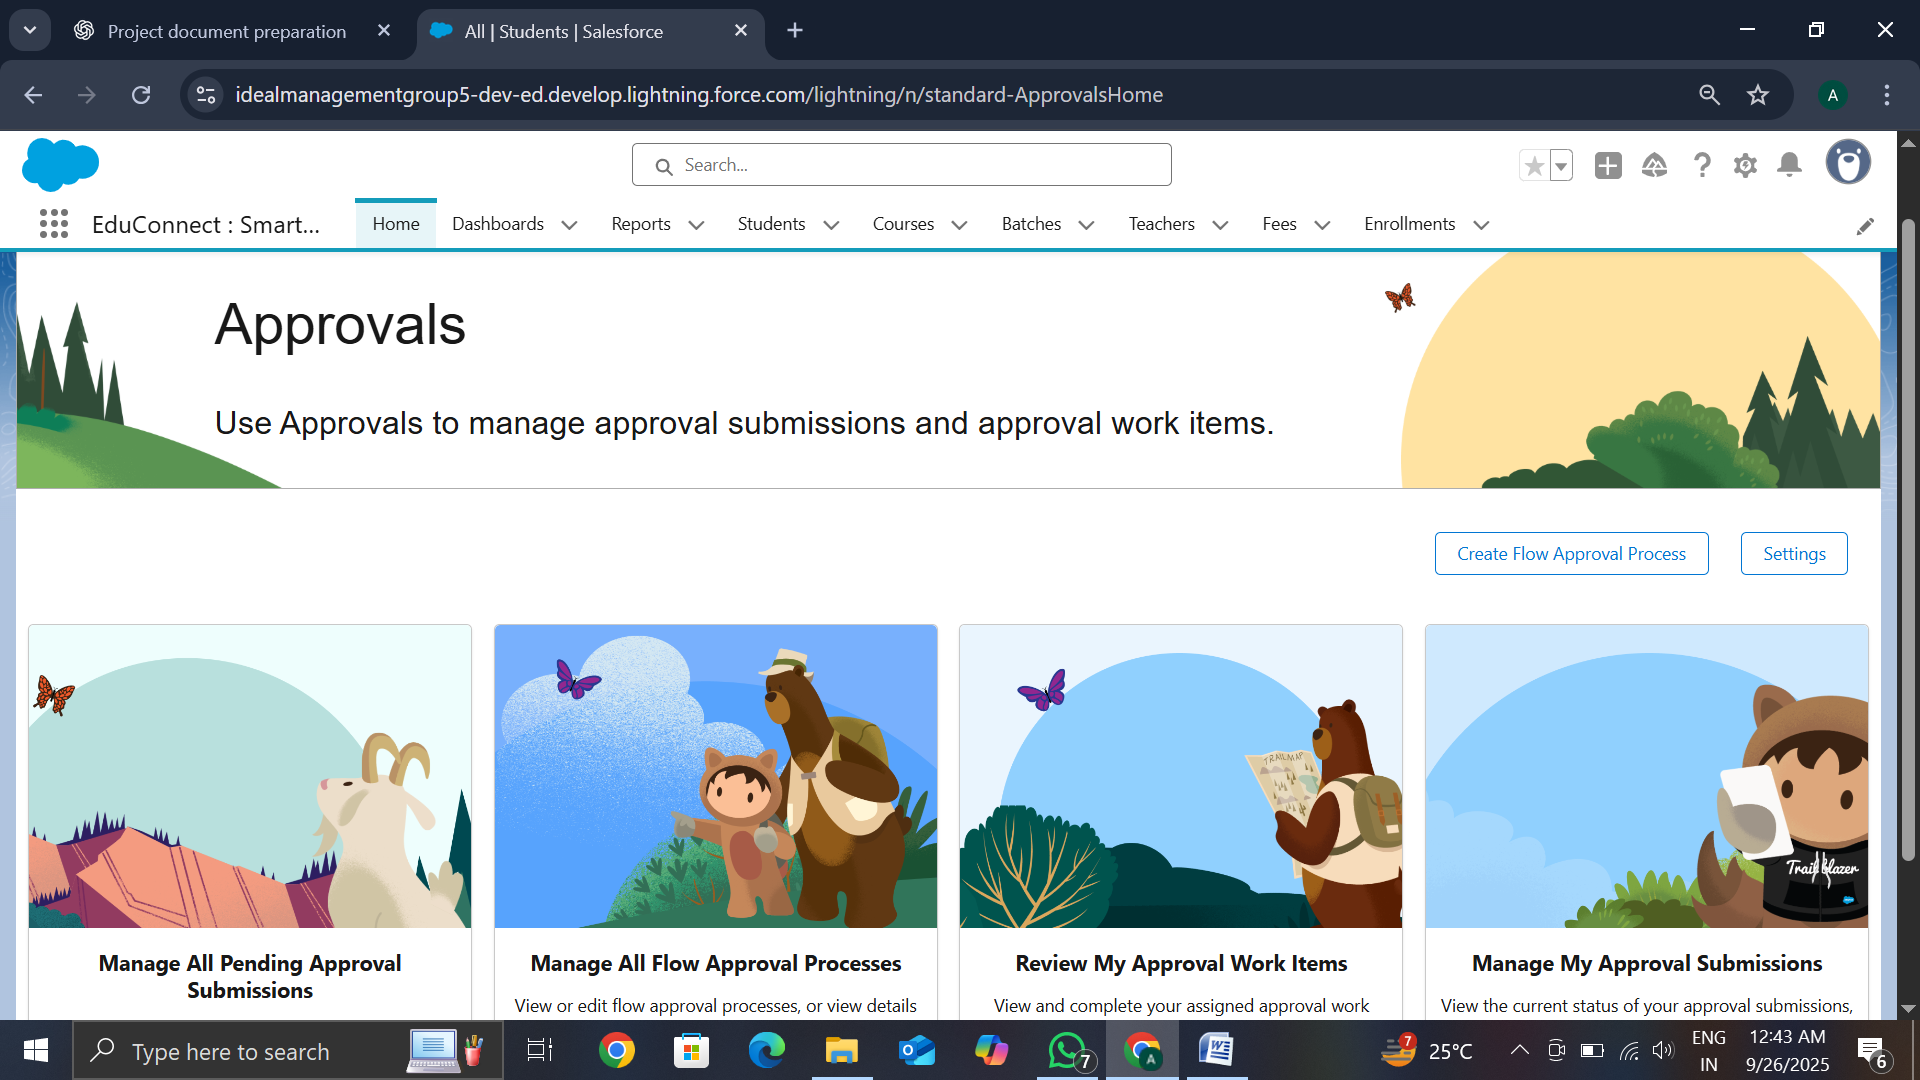 Project document preparation
All | Students | Salesforce
idealmanagementgroup5-dev-ed.develop.lightning.force.com/lightning/n/standard-ApprovalsHome
A
Search...
EduConnect : Smart...
Home
Dashboards
Reports
Students
Courses
Batches
Teachers
Fees
Enrollments
Approvals
Use Approvals to manage approval submissions and approval work items.
Create Flow Approval Process
Settings
TRAILMAP
Trailblazer
Manage All Pending Approval
Submissions
Manage All Flow Approval Processes
View or edit flow approval processes, or view details
Review My Approval Work Items
View and complete your assigned approval work
Manage My Approval Submissions
View the current status of your approval submissions,
Type here to search
7
A
7
25°C
ENG
IN
12:43 AM
9/26/2025
6